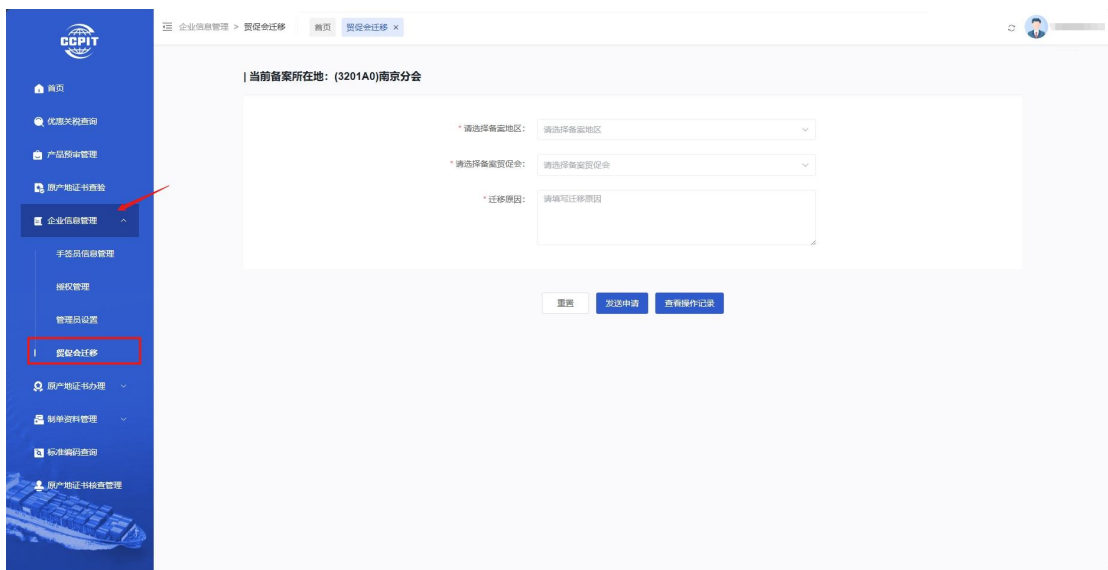 CCPIT
企业信息管理 > 贸促会迁移
首页
贸促会迁移 ×
首页
优惠关税查询
产品预审管理
原产地证书查验
企业信息管理
手签员信息管理
授权管理
管理员设置
贸促会迁移
原产地证书办理
制单资料管理
标准编码查询
原产地证书核查管理
| 当前备案所在地：(3201A0)南京分会
* 请选择备案地区： 请选择备案地区
* 请选择备案贸促会： 请选择备案贸促会
* 迁移原因： 请填写迁移原因
重置 发送申请 查看操作记录